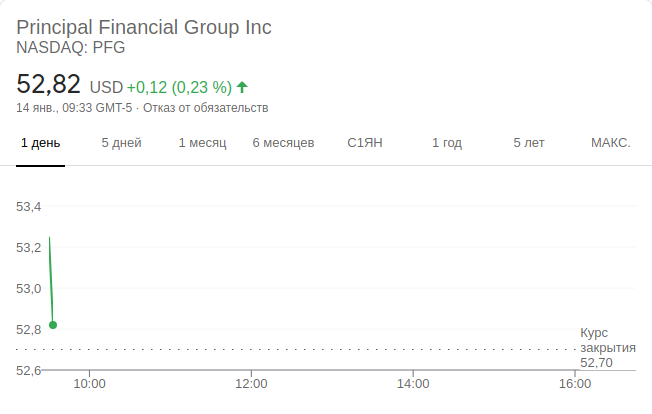 Principal Financial Group Inc
NASDAQ: PFG
52,82 USD +0,12 (0,23 %)
14 янв., 09:33 GMT-5 · Отказ от обязательств
1 день 5 дней 1 месяц 6 месяцев С1ЯН 1 год 5 лет МАКС.
53,4
53,2
53,0
52,8
Курс
закрытия
52,70
52,6
10:00 12:00 14:00 16:00